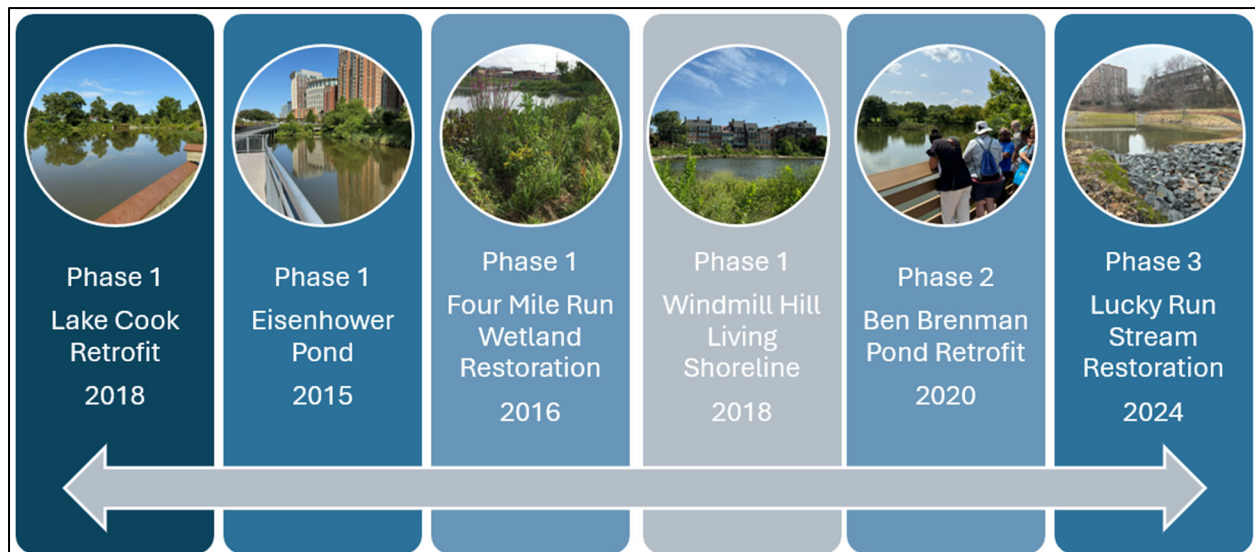 Phase 1
Lake Cook
Retrofit
2018
Phase 1
Eisenhower
Pond
2015
Phase 1
Four Mile Run
Wetland
Restoration
2016
Phase 1
Windmill Hill
Living
Shoreline
2018
Phase 2
Ben Brenman
Pond Retrofit
2020
Phase 3
Lucky Run
Stream
Restoration
2024